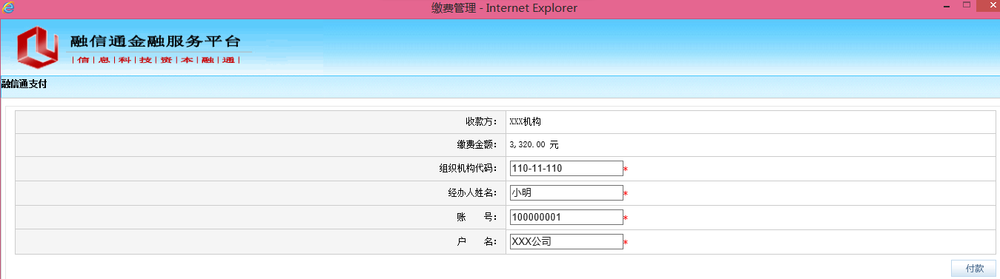 缴费管理 - Internet Explorer
融信通金融服务平台
|信|息|科|技|资|本|融|通|
融信通支付
收款方： XXX机构
缴费金额： 3,320.00 元
组织机构代码： 110-11-110*
经办人姓名： 小明*
账 号： 100000001*
户 名： XXX公司*
付款